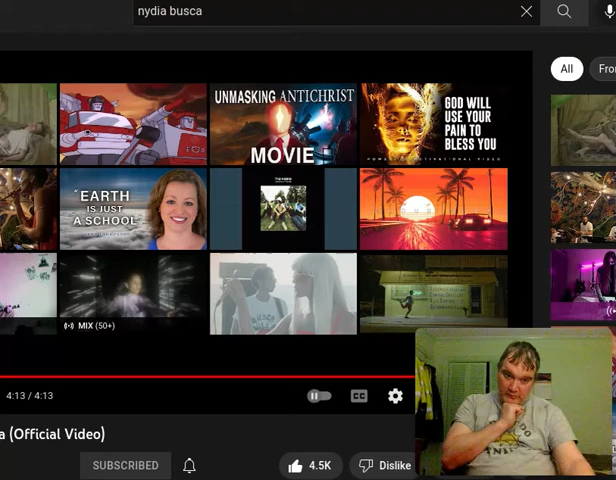 nydia busca
All
Fro
UNMASKING ANTICHRIST
MOVIE
GOD WILL
USE YOUR
PAIN TO
BLESS YOU
"EARTH
IS JUST
A SCHOOL"
MIX (50+)
4:13 / 4:13
CC
a (Official Video)
SUBSCRIBED
4.5K
Dislike